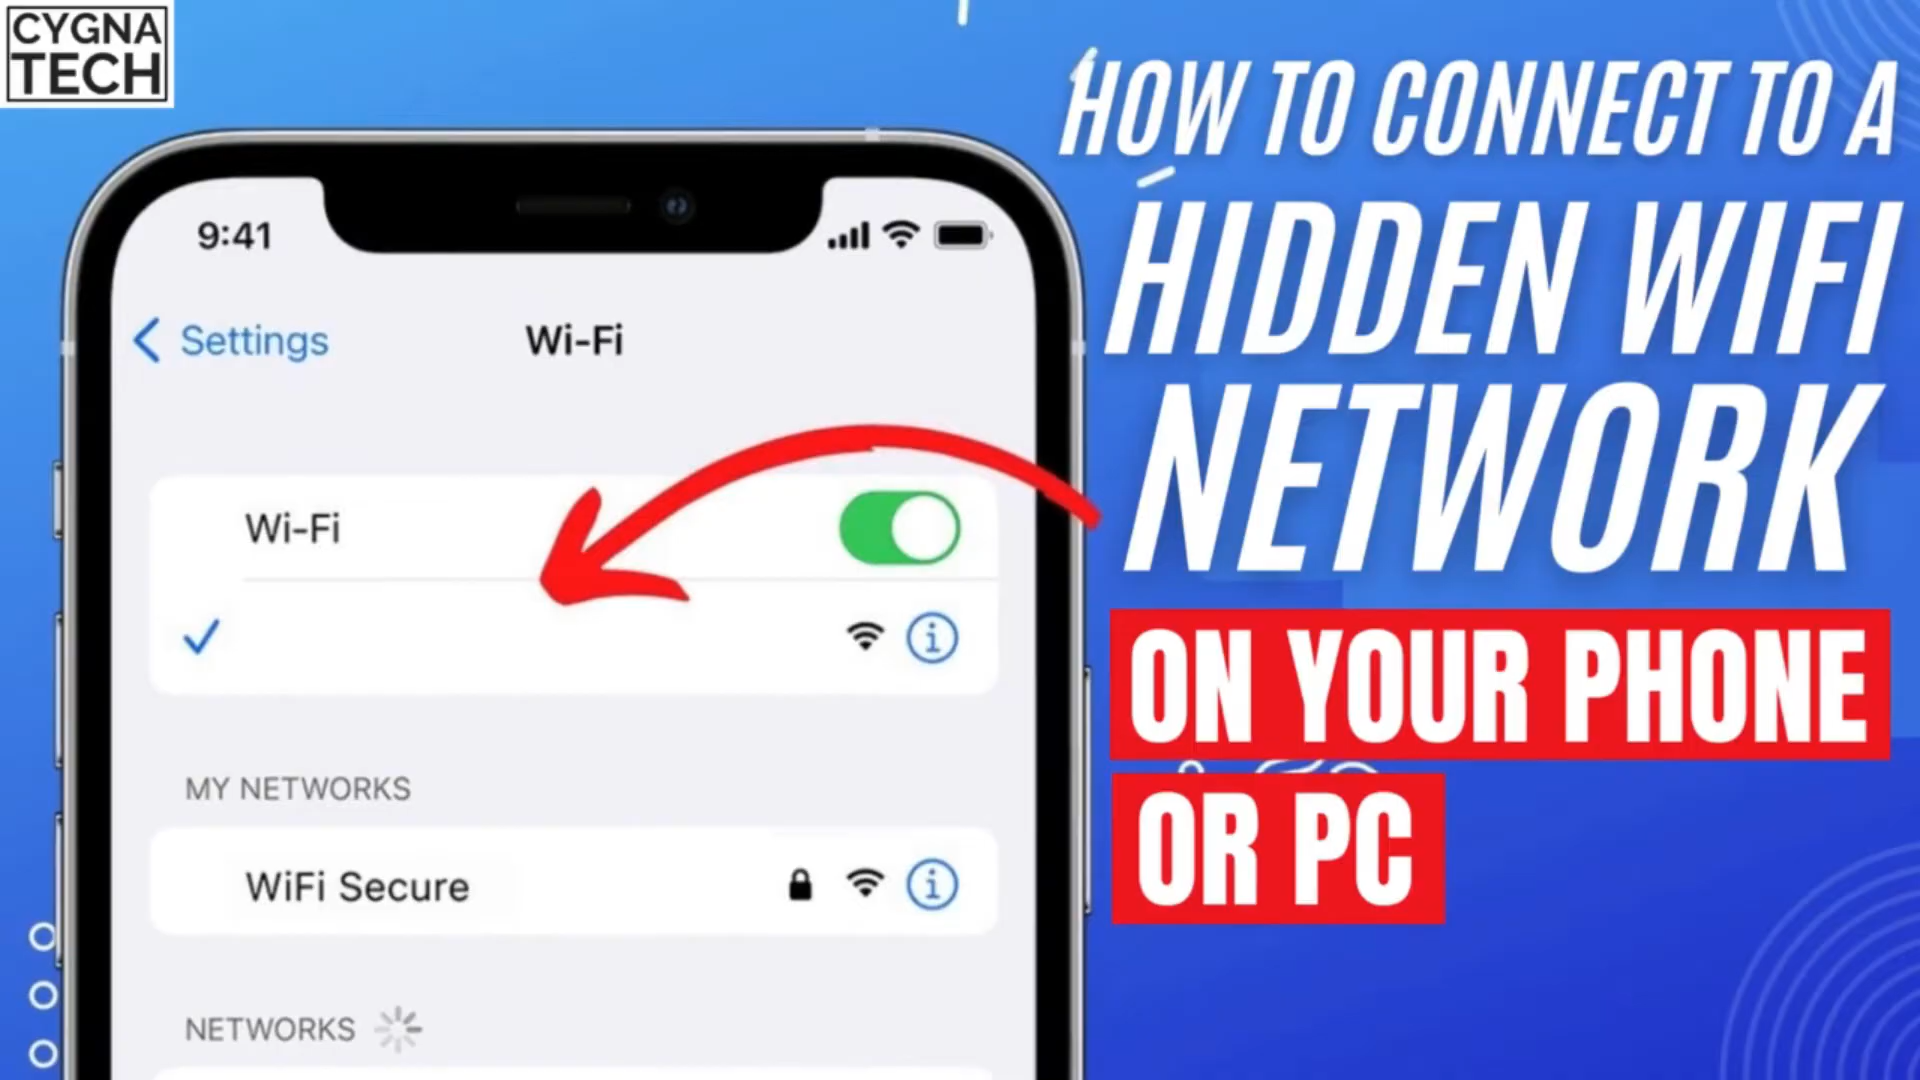 CYGNA
TECH
9:41
Settings
Wi-Fi
Wi-Fi
MY NETWORKS
WiFi Secure
NETWORKS
HOW TO CONNECT TO A
HIDDEN WIFI
NETWORK
ON YOUR PHONE
OR PC